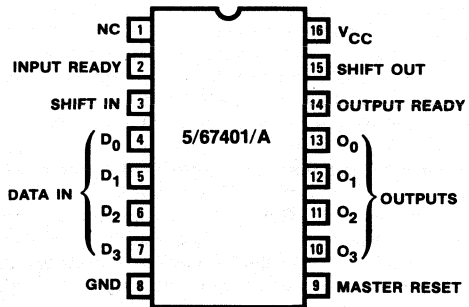 NC 1 16 VCC
INPUT READY 2 15 SHIFT OUT
SHIFT IN 3 14 OUTPUT READY
D0 4 5/67401/A 13 O0
D1 5 12 O1
DATA IN OUTPUTS
D2 6 11 O2
D3 7 10 O3
GND 8 9 MASTER RESET